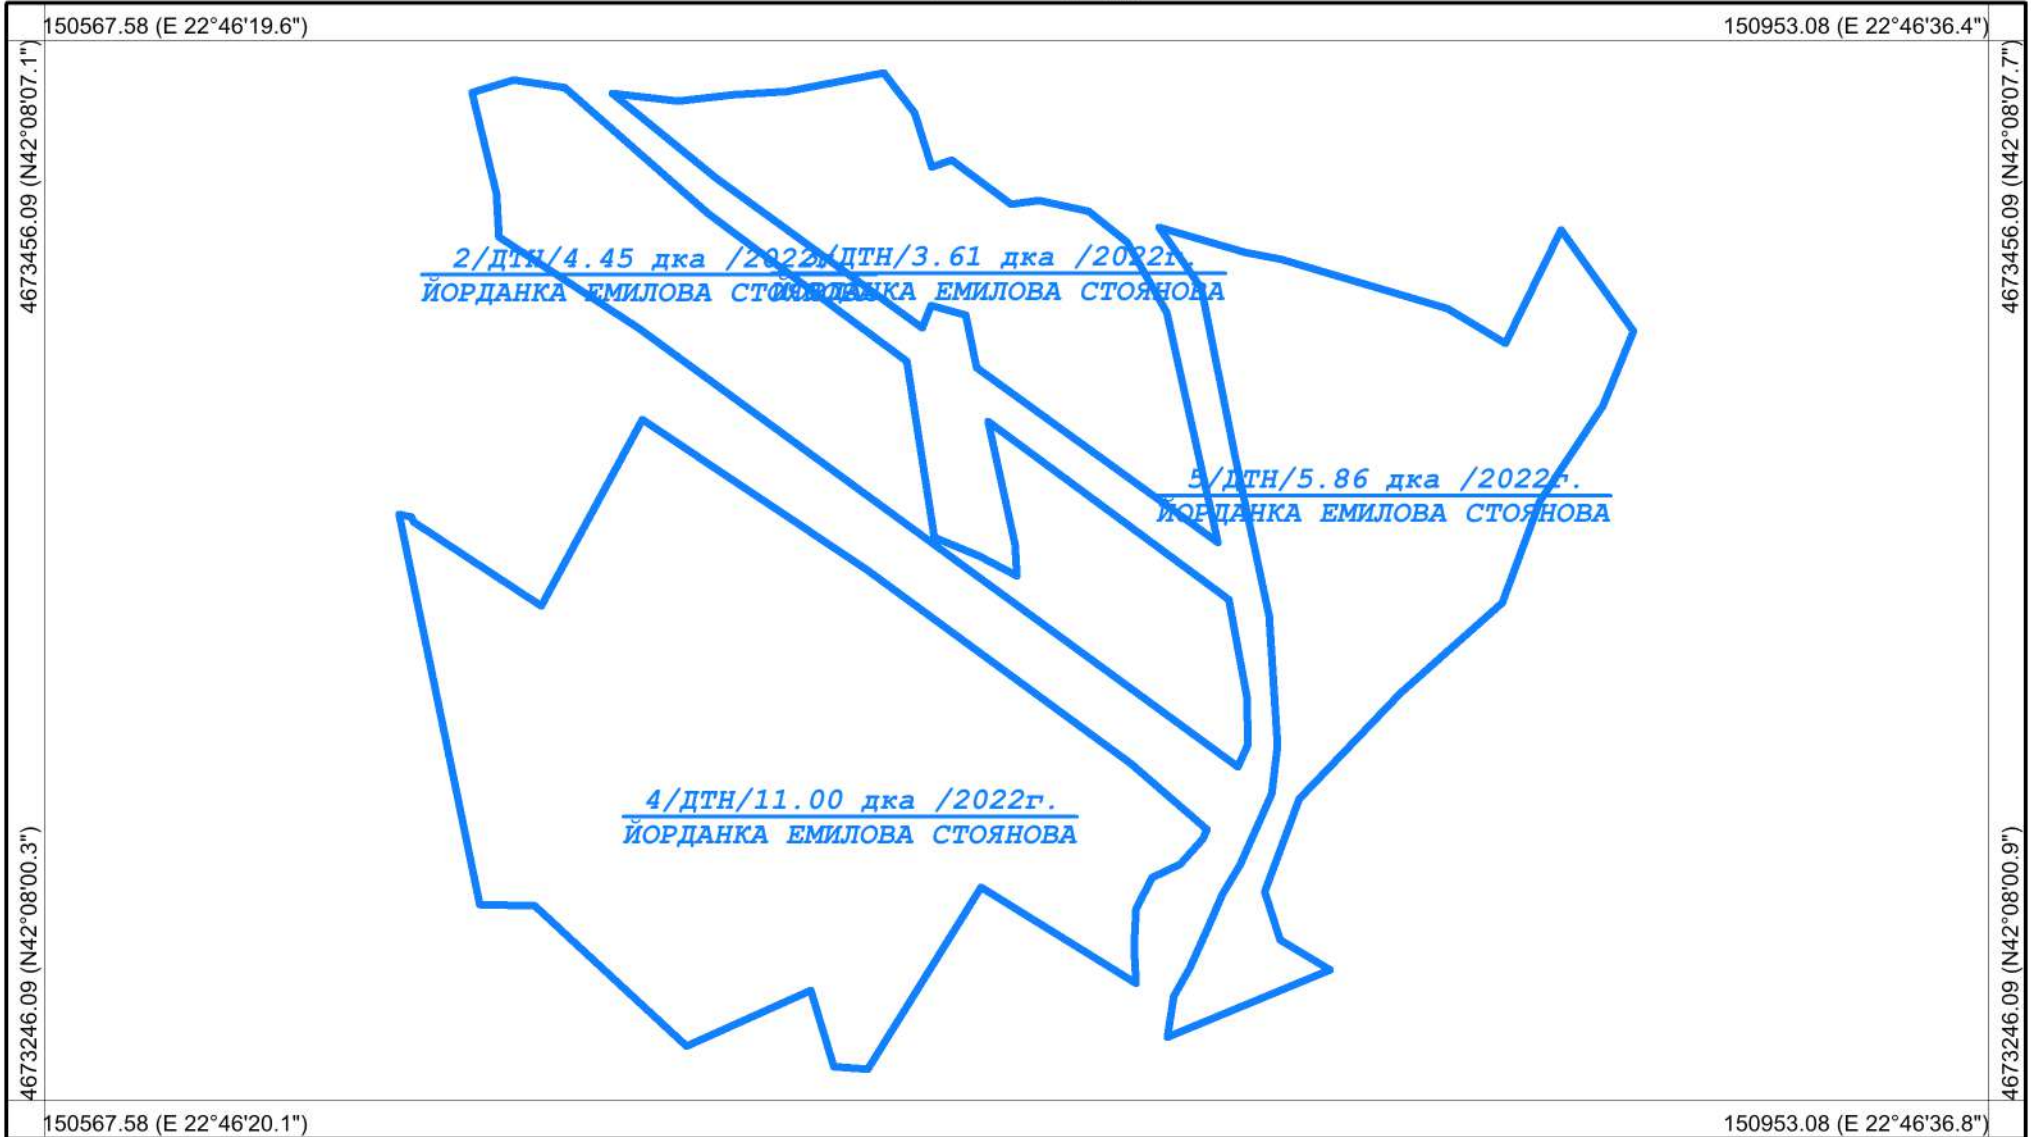 150567.58 (E 22°46'19.6")
150953.08 (E 22°46'36.4")
4673456.09 (N42°08'07.1")
4673456.09 (N42°08'07.7")
2/ДТН/4.45 дка /2022г.
ЙОРДАНКА ЕМИЛОВА СТОЯНОВА
3/ДТН/3.61 дка /2022г.
ЙОРДАНКА ЕМИЛОВА СТОЯНОВА
5/ДТН/5.86 дка /2022г.
ЙОРДАНКА ЕМИЛОВА СТОЯНОВА
4/ДТН/11.00 дка /2022г.
ЙОРДАНКА ЕМИЛОВА СТОЯНОВА
4673246.09 (N42°08'00.3")
4673246.09 (N42°08'00.9")
150567.58 (E 22°46'20.1")
150953.08 (E 22°46'36.8")